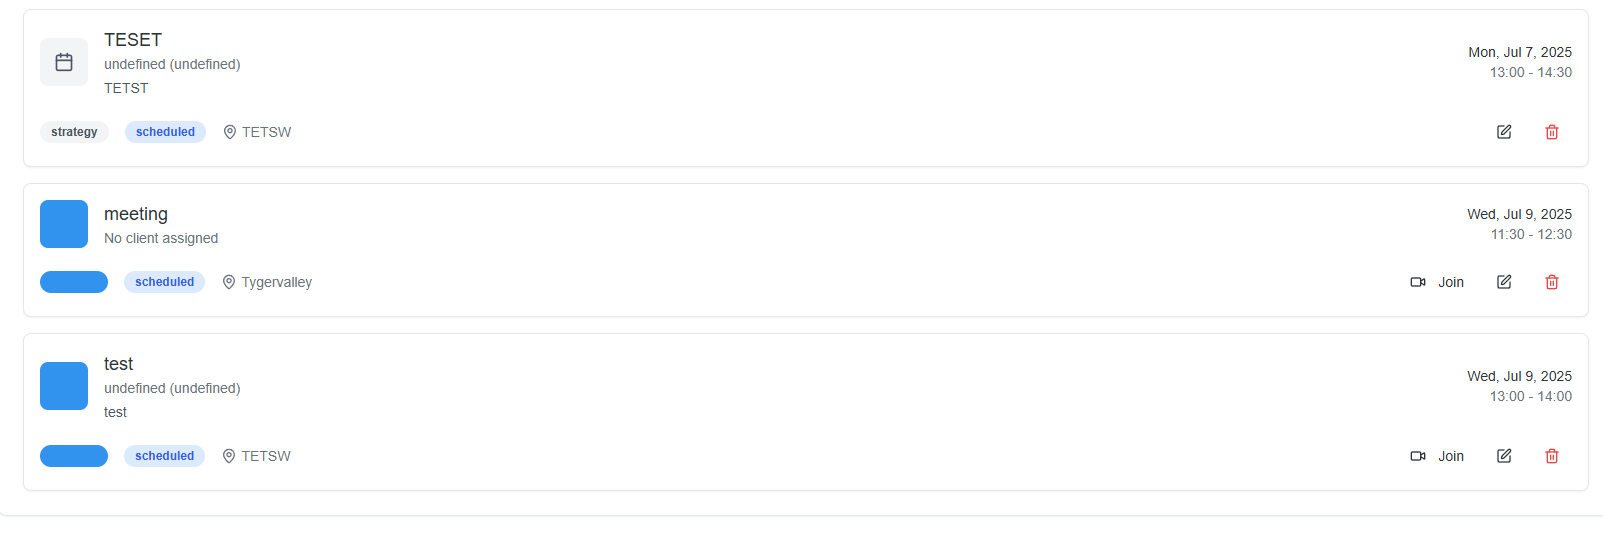 TESET
undefined (undefined)
TETST
Mon, Jul 7, 2025
13:00 - 14:30
strategy scheduled TETSW
meeting
No client assigned
Wed, Jul 9, 2025
11:30 - 12:30
scheduled Tygervalley Join
test
undefined (undefined)
test
Wed, Jul 9, 2025
13:00 - 14:00
scheduled TETSW Join